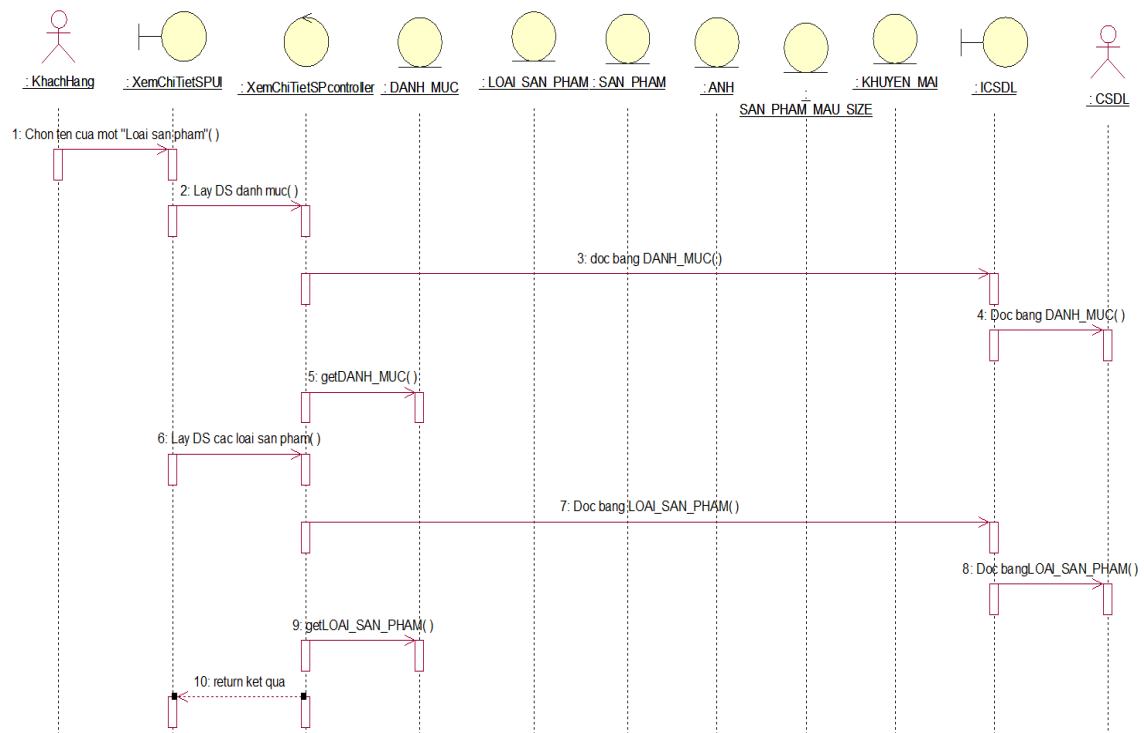 : KhachHang
: XemChiTietSPUI
: XemChiTietSPcontroller
: DANH_MUC
: LOAI_SAN_PHAM
: SAN_PHAM
: ANH
:
SAN_PHAM_MAU_SIZE
: KHUYEN_MAI
: ICSDL
: CSDL
1: Chon ten cua mot "Loai san pham"( )
2: Lay DS danh muc( )
3: doc bang DANH_MUC( )
4: Doc bang DANH_MUC( )
5: getDANH_MUC( )
6: Lay DS cac loai san pham( )
7: Doc bang LOAI_SAN_PHAM( )
8: Doc bangLOAI_SAN_PHAM( )
9: getLOAI_SAN_PHAM( )
10: return ket qua